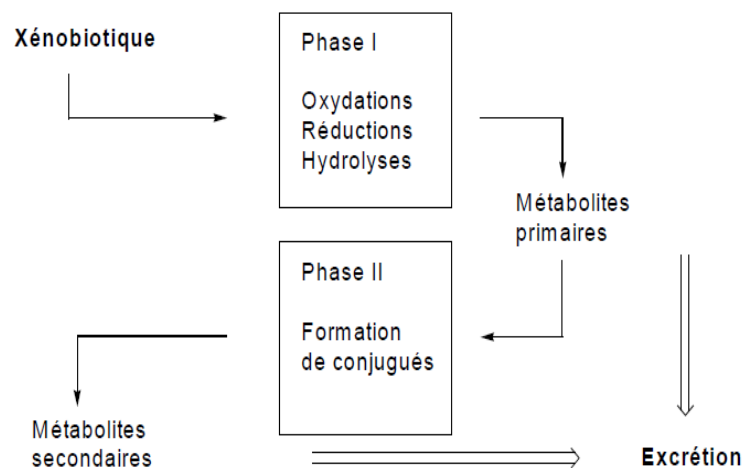 Xénobiotique
Phase I
Oxydations
Réductions
Hydrolyses
Métabolites
primaires
Phase II
Formation
de conjugués
Métabolites
secondaires
Excrétion